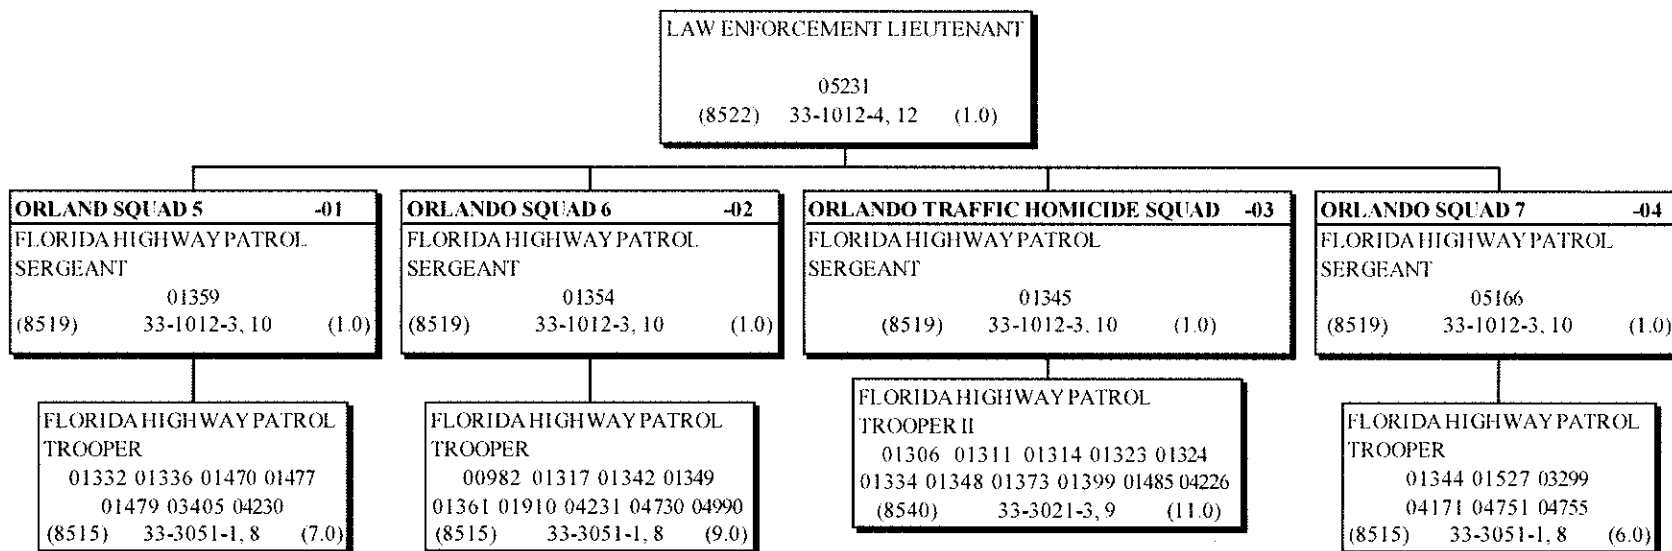 LAW ENFORCEMENT LIEUTENANT
05231
(8522) 33-1012-4, 12 (1.0)
ORLAND SQUAD 5 -01
FLORIDA HIGHWAY PATROL
SERGEANT
01359
(8519) 33-1012-3, 10 (1.0)
FLORIDA HIGHWAY PATROL
TROOPER
01332 01336 01470 01477
01479 03405 04230
(8515) 33-3051-1, 8 (7.0)
ORLANDO SQUAD 6 -02
FLORIDA HIGHWAY PATROL
SERGEANT
01354
(8519) 33-1012-3, 10 (1.0)
FLORIDA HIGHWAY PATROL
TROOPER
00982 01317 01342 01349
01361 01910 04231 04730 04990
(8515) 33-3051-1, 8 (9.0)
ORLANDO TRAFFIC HOMICIDE SQUAD -03
FLORIDA HIGHWAY PATROL
SERGEANT
01345
(8519) 33-1012-3, 10 (1.0)
FLORIDA HIGHWAY PATROL
TROOPER II
01306 01311 01314 01323 01324
01334 01348 01373 01399 01485 04226
(8540) 33-3021-3, 9 (11.0)
ORLANDO SQUAD 7 -04
FLORIDA HIGHWAY PATROL
SERGEANT
05166
(8519) 33-1012-3, 10 (1.0)
FLORIDA HIGHWAY PATROL
TROOPER
01344 01527 03299
04171 04751 04755
(8515) 33-3051-1, 8 (6.0)